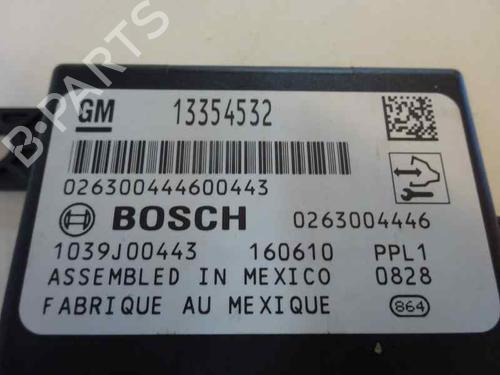 GM 13354532
026300444600443
BOSCH 0263004446
1039J00443 160610 PPL1
ASSEMBLED IN MEXICO 0828
FABRIQUE AU MEXIQUE 864
B-PARTS